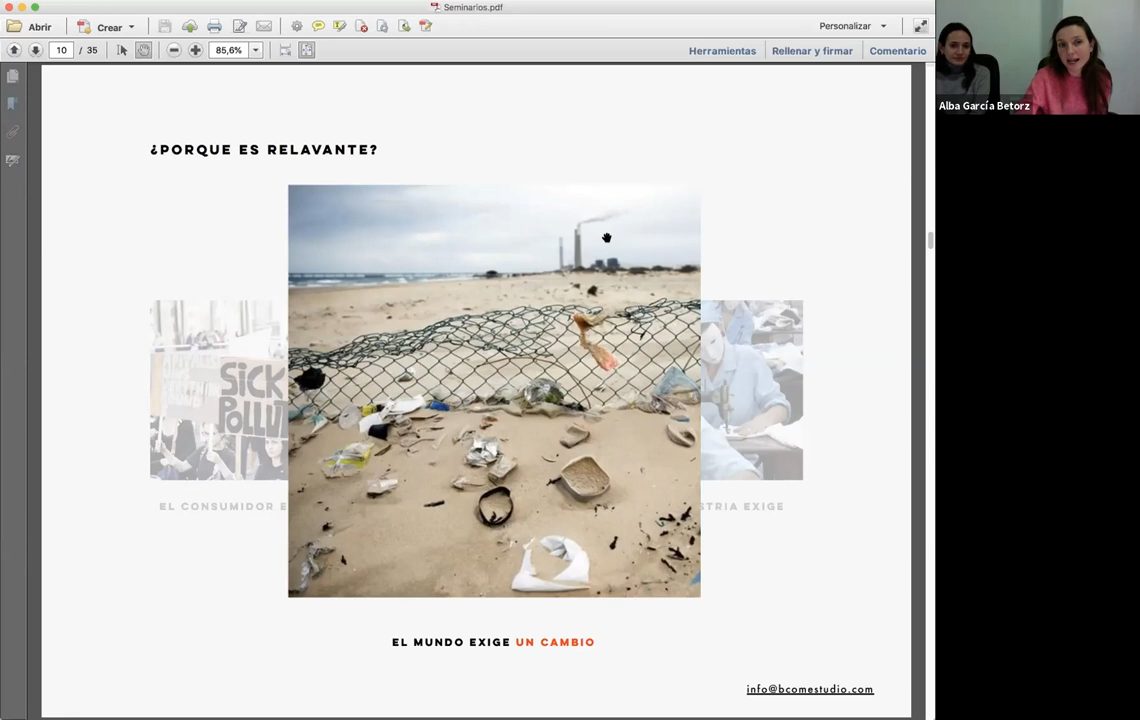 Seminarios.pdf
Abrir
Crear
Personalizar
10 / 35
85,6%
Herramientas
Rellenar y firmar
Comentario
Alba García Betorz
¿PORQUE ES RELAVANTE?
SICK
POLLUT
EL CONSUMIDOR E
STRIA EXIGE
EL MUNDO EXIGE UN CAMBIO
info@bcomestudio.com